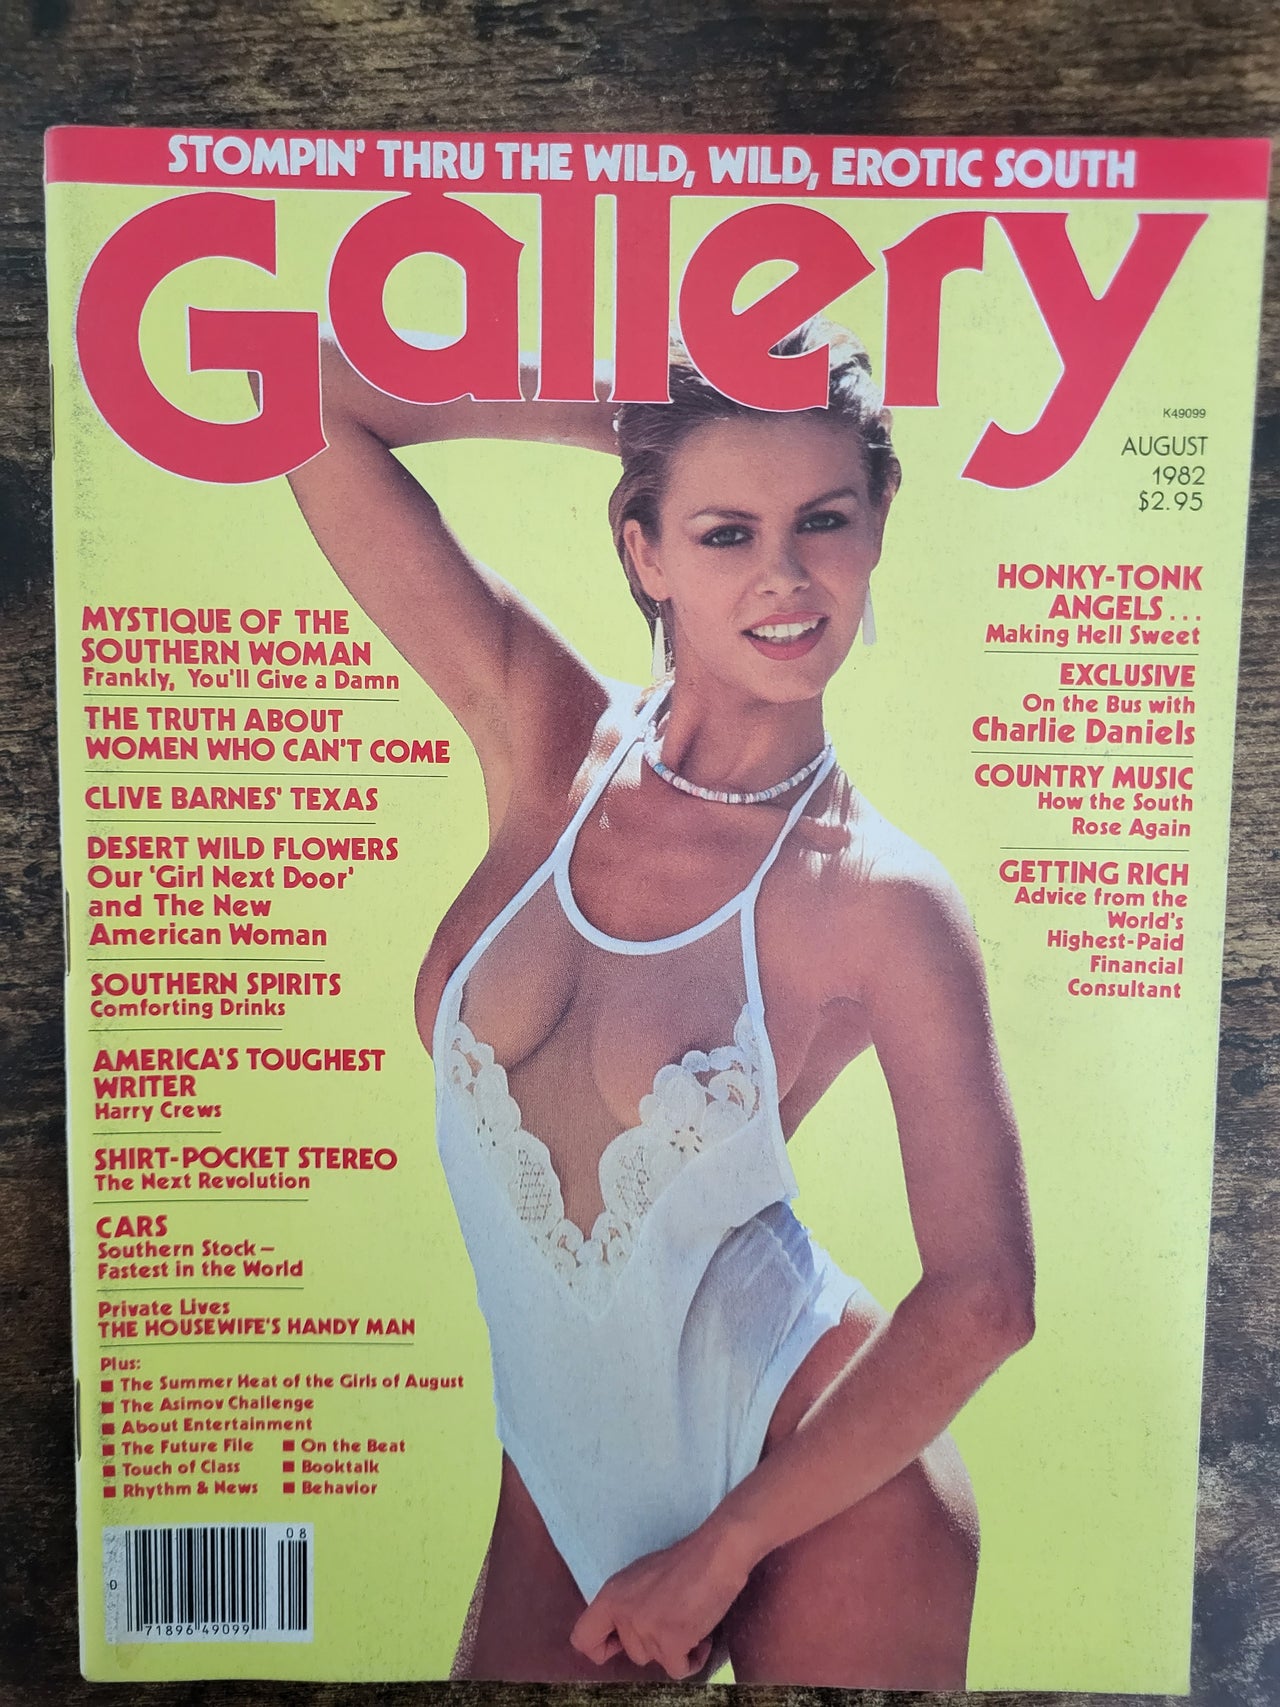 STOMPIN' THRU THE WILD, WILD, EROTIC SOUTH
Gallery
K49099
AUGUST
1982
$2.95
MYSTIQUE OF THE
SOUTHERN WOMAN
Frankly, You'll Give a Damn
THE TRUTH ABOUT
WOMEN WHO CAN'T COME
CLIVE BARNES' TEXAS
DESERT WILD FLOWERS
Our 'Girl Next Door'
and The New
American Woman
SOUTHERN SPIRITS
Comforting Drinks
AMERICA'S TOUGHEST
WRITER
Harry Crews
SHIRT-POCKET STEREO
The Next Revolution
CARS
Southern Stock –
Fastest in the World
Private Lives
THE HOUSEWIFE'S HANDY MAN
Plus:
■ The Summer Heat of the Girls of August
■ The Asimov Challenge
■ About Entertainment
■ The Future File ■ On the Beat
■ Touch of Class ■ Booktalk
■ Rhythm & News ■ Behavior
HONKY-TONK
ANGELS...
Making Hell Sweet
EXCLUSIVE
On the Bus with
Charlie Daniels
COUNTRY MUSIC
How the South
Rose Again
GETTING RICH
Advice from the
World's
Highest-Paid
Financial
Consultant
08
0
71896 49099